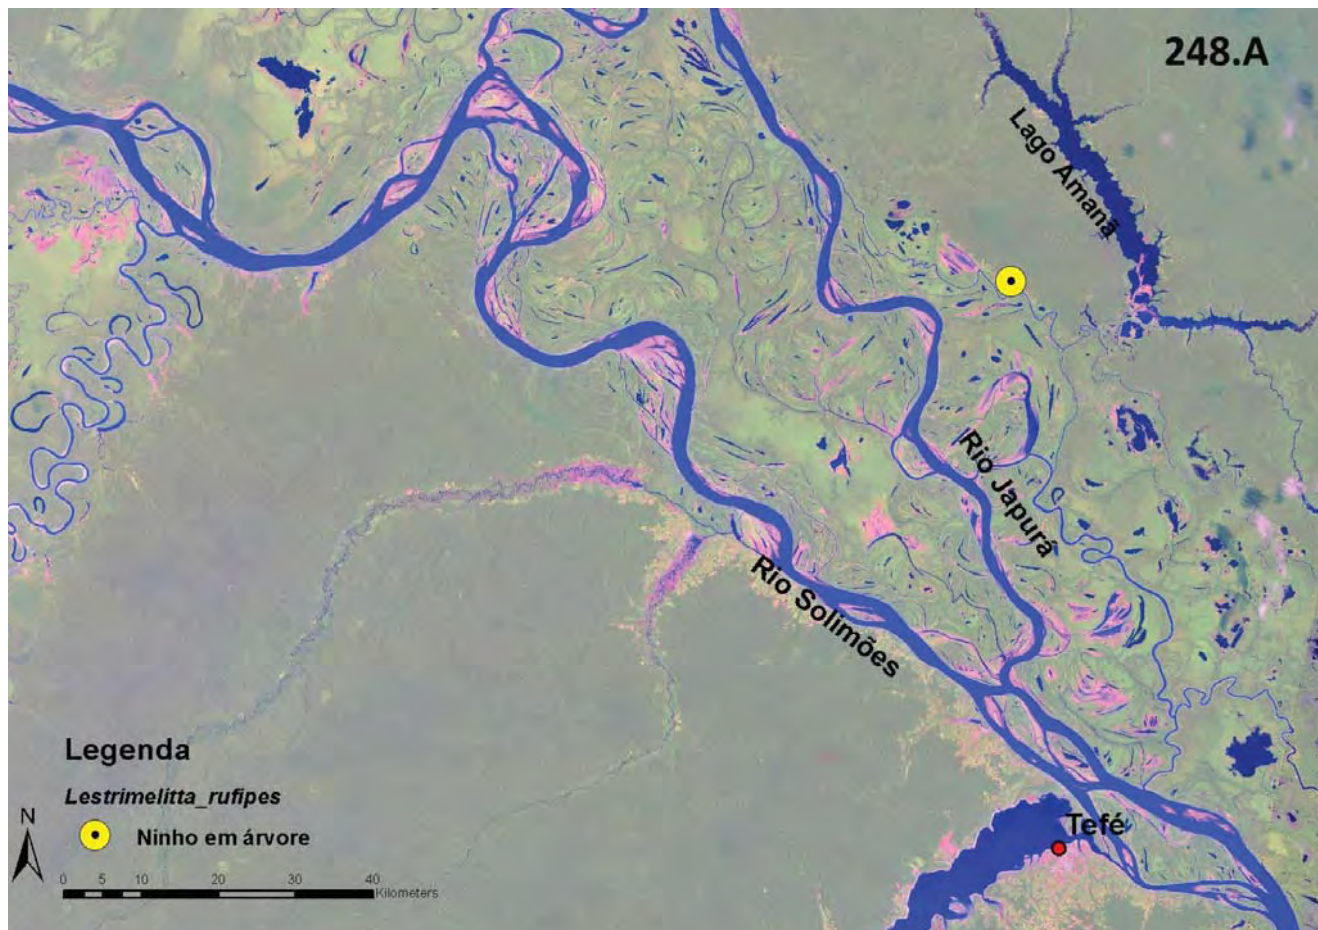 248.A
Lago Amanã
Rio Japurá
Rio Solimões
Tefé
Legenda
Lestrimelitta_rufipes
Ninho em árvore
N
0 5 10 20 30 40
Kilometers